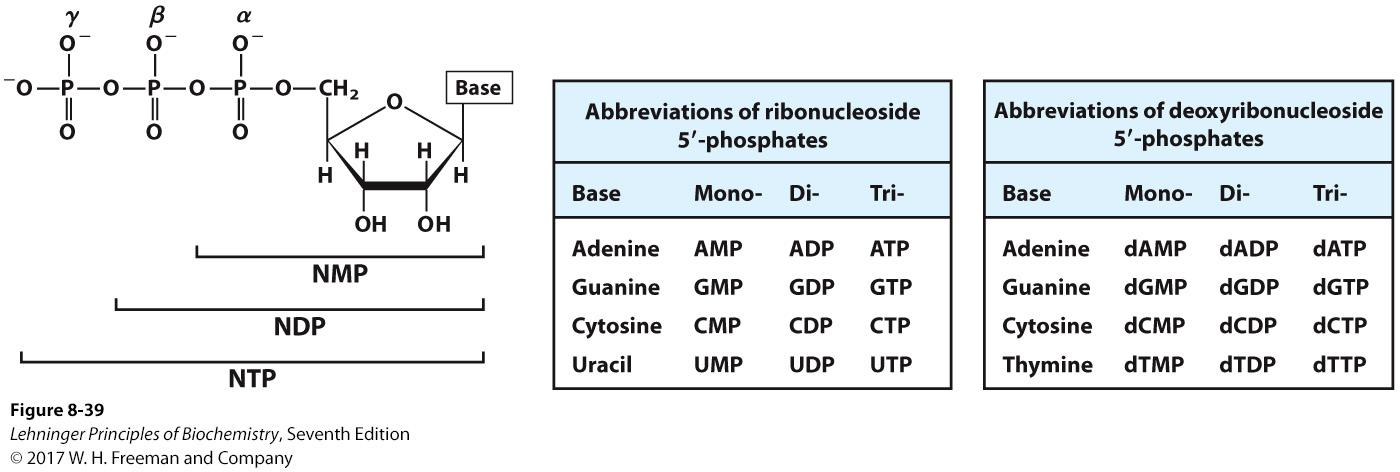 γ β α
O⁻ O⁻ O⁻
⁻O—P—O—P—O—P—O—CH₂ O Base
O O O
H H
H H
OH OH
NMP
NDP
NTP
Abbreviations of ribonucleoside
5′-phosphates
Base Mono- Di- Tri-
Adenine AMP ADP ATP
Guanine GMP GDP GTP
Cytosine CMP CDP CTP
Uracil UMP UDP UTP
Abbreviations of deoxyribonucleoside
5′-phosphates
Base Mono- Di- Tri-
Adenine dAMP dADP dATP
Guanine dGMP dGDP dGTP
Cytosine dCMP dCDP dCTP
Thymine dTMP dTDP dTTP
Figure 8-39
Lehninger Principles of Biochemistry, Seventh Edition
© 2017 W. H. Freeman and Company